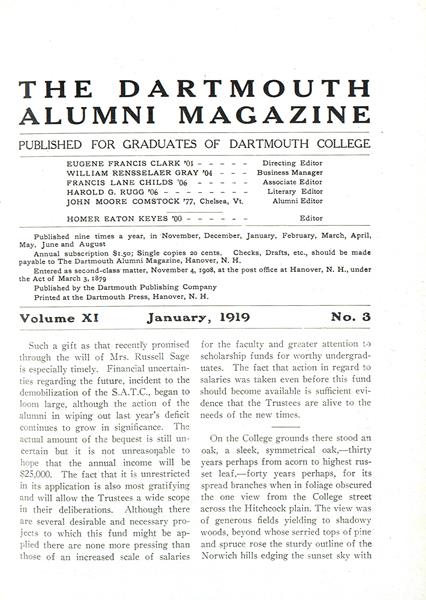 THE DARTMOUTH
ALUMNI MAGAZINE
PUBLISHED FOR GRADUATES OF DARTMOUTH COLLEGE
EUGENE FRANCIS CLARK '01 - - - - - Directing Editor
WILLIAM RENSSELAER GRAY '04 - - - Business Manager
FRANCIS LANE CHILDS '06 - - - - - Associate Editor
HAROLD G. RUGG '06 - - - - - - Literary Editor
JOHN MOORE COMSTOCK '77, Chelsea, Vt. Alumni Editor
HOMER EATON KEYES '00 - - - - - Editor
Published nine times a year, in November, December, January, February, March, April,
May, June and August
Annual subscription $1.50; Single copies 20 cents. Checks, Drafts, etc., should be made
payable to The Dartmouth Alumni Magazine, Hanover, N. H.
Entered as second-class matter, November 4, 1908, at the post office at Hanover, N. H., under
the Act of March 3, 1879
Published by the Dartmouth Publishing Company
Printed at the Dartmouth Press, Hanover, N. H.
Volume XI January, 1919 No. 3
Such a gift as that recently promised
through the will of Mrs. Russell Sage
is especially timely. Financial uncertain-
ties regarding the future, incident to the
demobilization of the S.A.T.C., began to
loom large, although the action of the
alumni in wiping out last year's deficit
continues to grow in significance. The
actual amount of the bequest is still un-
certain but it is not unreasonable to
hope that the annual income will be
$25,000. The fact that it is unrestricted
in its application is also most gratifying
and will allow the Trustees a wide scope
in their deliberations. Although there
are several desirable and necessary pro-
jects to which this fund might be ap-
plied there are none more pressing than
those of an increased scale of salaries
for the faculty and greater attention to
scholarship funds for worthy undergrad-
uates. The fact that action in regard to
salaries was taken even before this fund
should become available is sufficient evi-
dence that the Trustees are alive to the
needs of the new times.
On the College grounds there stood an
oak, a sleek, symmetrical oak,—thirty
years perhaps from acorn to highest rus-
set leaf,—forty years perhaps, for its
spread branches when in foliage obscured
the one view from the College street
across the Hitchcock plain. The view was
of generous fields yielding to shadowy
woods, beyond whose serried tops of pine
and spruce rose the sturdy outline of the
Norwich hills edging the sunset sky with